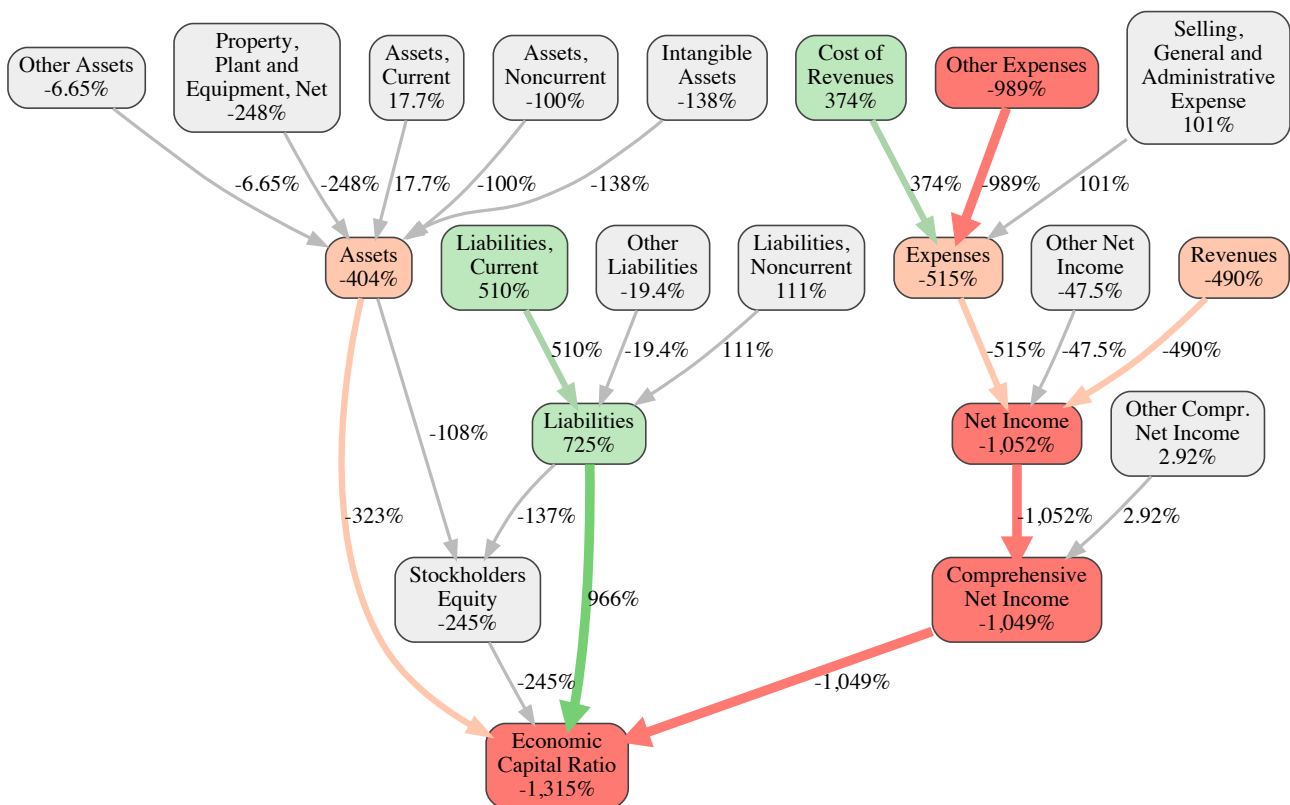 Other Assets
-6.65%
Property,
Plant and
Equipment, Net
-248%
Assets,
Current
17.7%
Assets,
Noncurrent
-100%
Intangible
Assets
-138%
Cost of
Revenues
374%
Other Expenses
-989%
Selling,
General and
Administrative
Expense
101%
-6.65%
-248%
17.7%
-100%
-138%
374%
-989%
101%
Assets
-404%
Liabilities,
Current
510%
Other
Liabilities
-19.4%
Liabilities,
Noncurrent
111%
Expenses
-515%
Other Net
Income
-47.5%
Revenues
-490%
510%
-19.4%
111%
-515%
-47.5%
-490%
-108%
Liabilities
725%
Net Income
-1,052%
Other Compr.
Net Income
2.92%
-323%
-137%
-1,052%
2.92%
Stockholders
Equity
-245%
966%
Comprehensive
Net Income
-1,049%
-245%
-1,049%
Economic
Capital Ratio
-1,315%